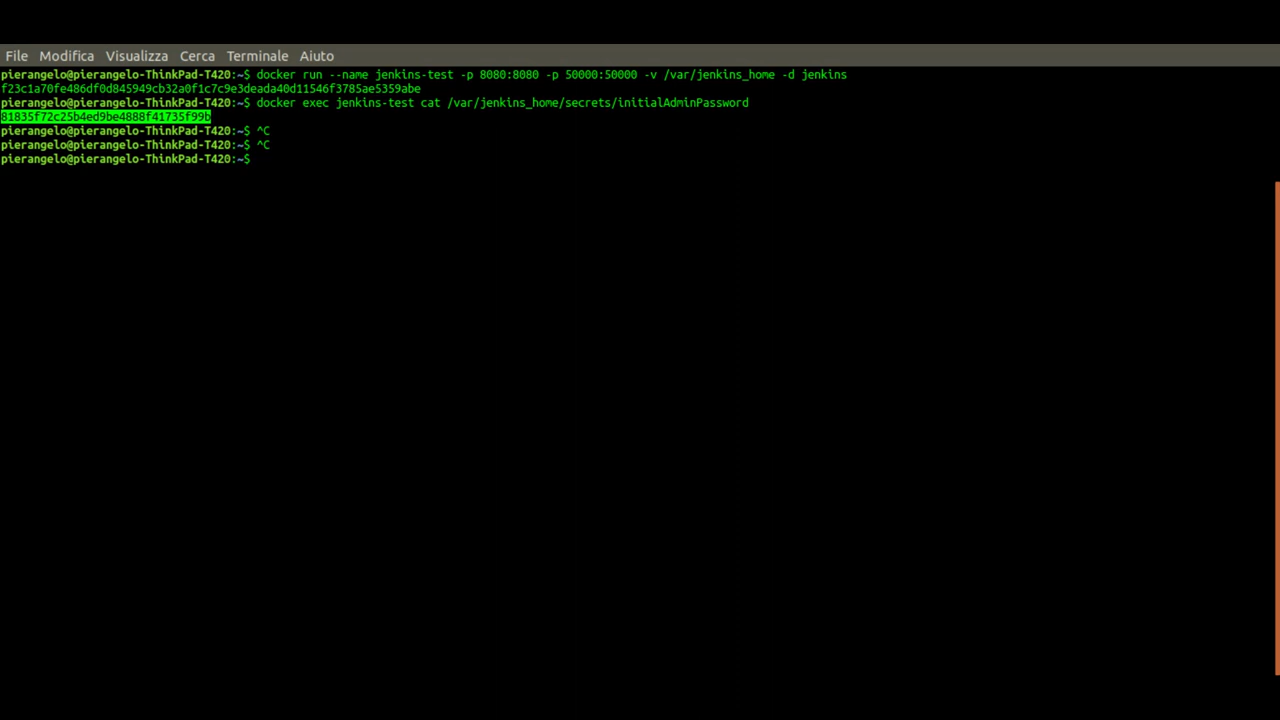 File Modifica Visualizza Cerca Terminale Aiuto
pierangelo@pierangelo-ThinkPad-T420:~$ docker run --name jenkins-test -p 8080:8080 -p 50000:50000 -v /var/jenkins_home -d jenkins
f23c1a70fe486df0d845949cb32a0f1c7c9e3deada40d11546f3785ae5359abe
pierangelo@pierangelo-ThinkPad-T420:~$ docker exec jenkins-test cat /var/jenkins_home/secrets/initialAdminPassword
81835f72c25b4ed9be4888f41735f99b
pierangelo@pierangelo-ThinkPad-T420:~$ ^C
pierangelo@pierangelo-ThinkPad-T420:~$ ^C
pierangelo@pierangelo-ThinkPad-T420:~$